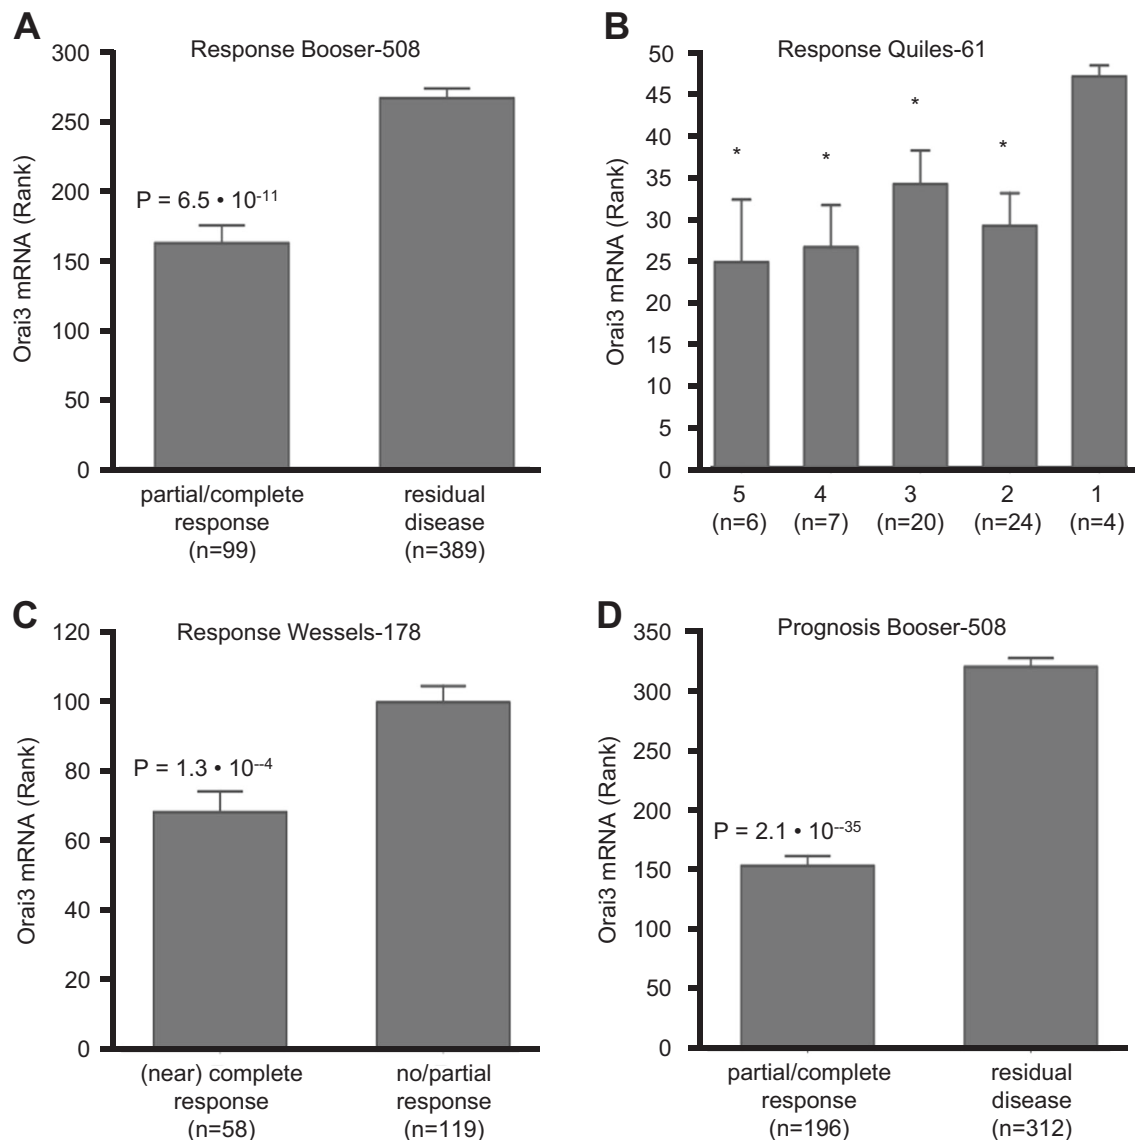 A
Response Booser-508
300
250
200
150
100
50
0
Orai3 mRNA (Rank)
P = 6.5 • 10-11
partial/complete
response
(n=99)
residual
disease
(n=389)
B
Response Quiles-61
50
45
40
35
30
25
20
15
10
5
0
Orai3 mRNA (Rank)
*
*
*
*
5
(n=6)
4
(n=7)
3
(n=20)
2
(n=24)
1
(n=4)
C
Response Wessels-178
120
100
80
60
40
20
0
Orai3 mRNA (Rank)
P = 1.3 • 10--4
(near) complete
response
(n=58)
no/partial
response
(n=119)
D
Prognosis Booser-508
350
300
250
200
150
100
50
0
Orai3 mRNA (Rank)
P = 2.1 • 10--35
partial/complete
response
(n=196)
residual
disease
(n=312)